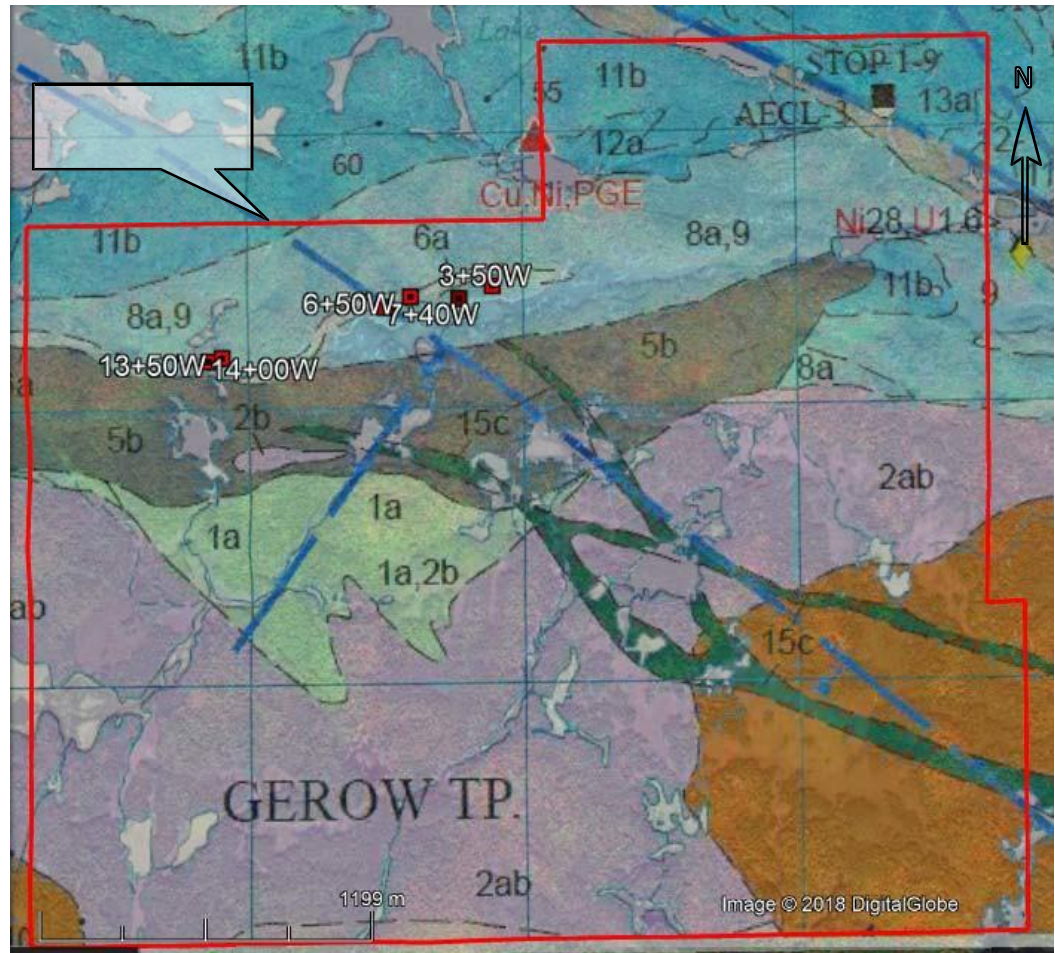 Lake
11b
11b
STOP 1-9
N
55
13a
AECL-3
12a
60
Cu.Ni,PGE
Ni28,U1.6
11b
6a
8a,9
3+50W
11b
9
6+50W
7+40W
8a,9
5b
13+50W
14+00W
8a
2b
15c
5b
2ab
1a
1a
1a,2b
ab
15c
GEROW TP.
2ab
1199 m
Image © 2018 DigitalGlobe